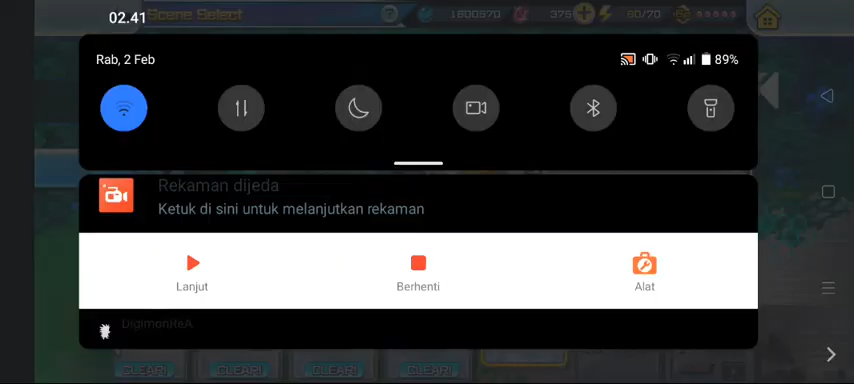 02.41
Scene Select
?
1600570
375
60/70
Rab, 2 Feb
89%
Rekaman dijeda
Ketuk di sini untuk melanjutkan rekaman
Lanjut
Berhenti
Alat
DigimonReA
CLEAR!
CLEAR!
CLEAR!
CLEAR!